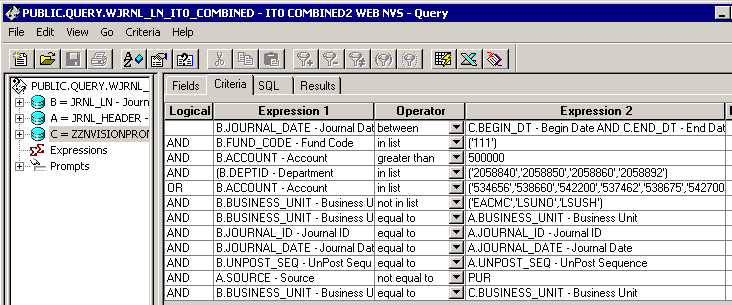 PUBLIC.QUERY.WJRNL_LN_IT0_COMBINED - IT0 COMBINED2 WEB NVS - Query
File Edit View Go Criteria Help
PUBLIC.QUERY.WJRNL_
B = JRNL_LN - Journ
A = JRNL_HEADER -
C = ZZNVISIONPRON
Expressions
Prompts
Fields Criteria SQL Results
Logical Expression 1 Operator Expression 2
B.JOURNAL_DATE - Journal Dat between C.BEGIN_DT - Begin Date AND C.END_DT - End Dat
AND B.FUND_CODE - Fund Code in list ('111')
AND B.ACCOUNT - Account greater than 500000
AND (B.DEPTID - Department in list ('2058840','2058850','2058860','2058892')
OR B.ACCOUNT - Account in list ('534656','538660','542200','537462','538675','542700
AND B.BUSINESS_UNIT - Business U not in list ('EACMC','LSUNO','LSUSH')
AND B.BUSINESS_UNIT - Business U equal to A.BUSINESS_UNIT - Business Unit
AND B.JOURNAL_ID - Journal ID equal to A.JOURNAL_ID - Journal ID
AND B.JOURNAL_DATE - Journal Dat equal to A.JOURNAL_DATE - Journal Date
AND B.UNPOST_SEQ - UnPost Sequ equal to A.UNPOST_SEQ - UnPost Sequence
AND A.SOURCE - Source not equal to PUR
AND B.BUSINESS_UNIT - Business U equal to C.BUSINESS_UNIT - Business Unit